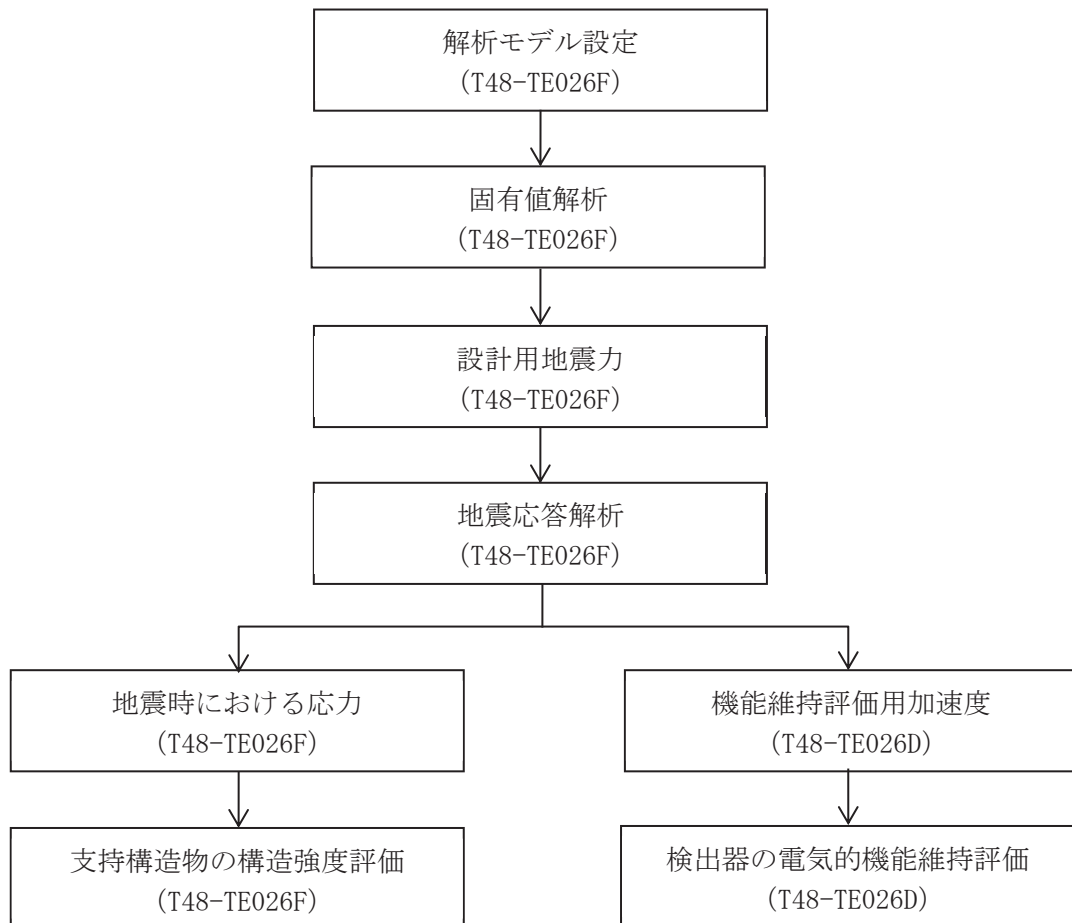 解析モデル設定
(T48-TE026F)
固有値解析
(T48-TE026F)
設計用地震力
(T48-TE026F)
地震応答解析
(T48-TE026F)
地震時における応力
(T48-TE026F)
機能維持評価用加速度
(T48-TE026D)
支持構造物の構造強度評価
(T48-TE026F)
検出器の電気的機能維持評価
(T48-TE026D)